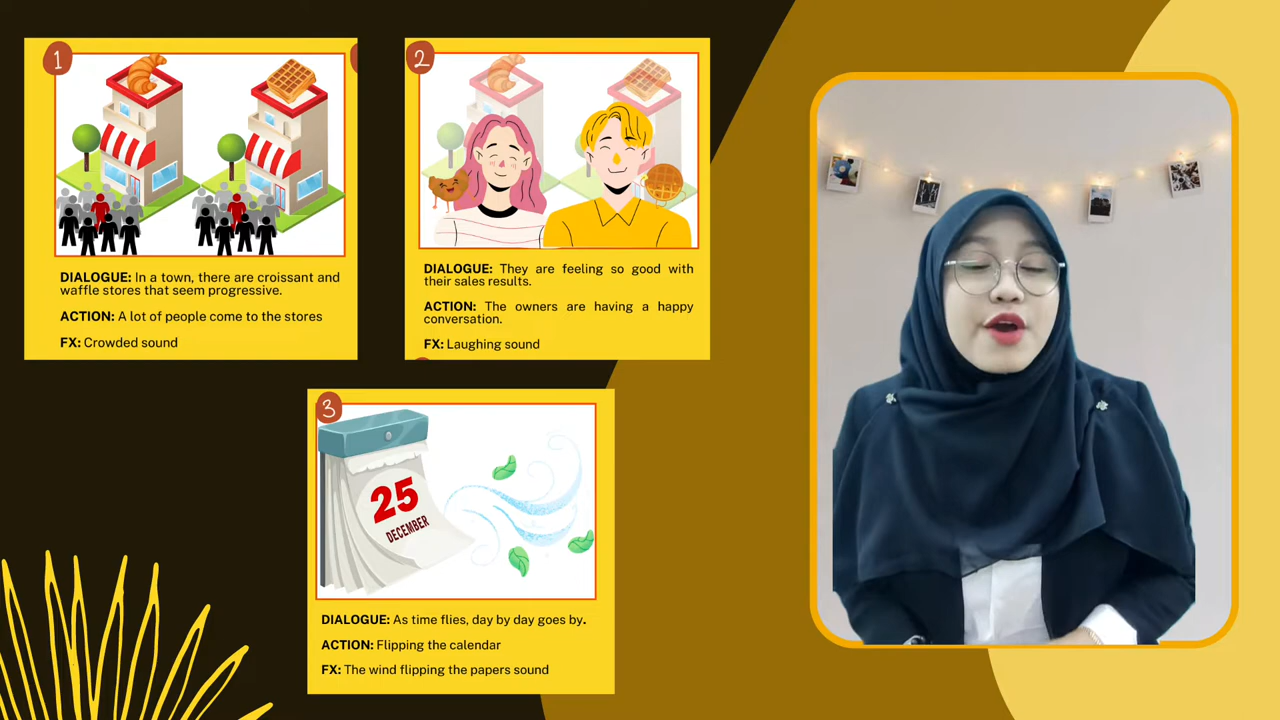 1
DIALOGUE: In a town, there are croissant and
waffle stores that seem progressive.
ACTION: A lot of people come to the stores
FX: Crowded sound
2
DIALOGUE: They are feeling so good with
their sales results.
ACTION: The owners are having a happy
conversation.
FX: Laughing sound
3
25
DECEMBER
DIALOGUE: As time flies, day by day goes by.
ACTION: Flipping the calendar
FX: The wind flipping the papers sound